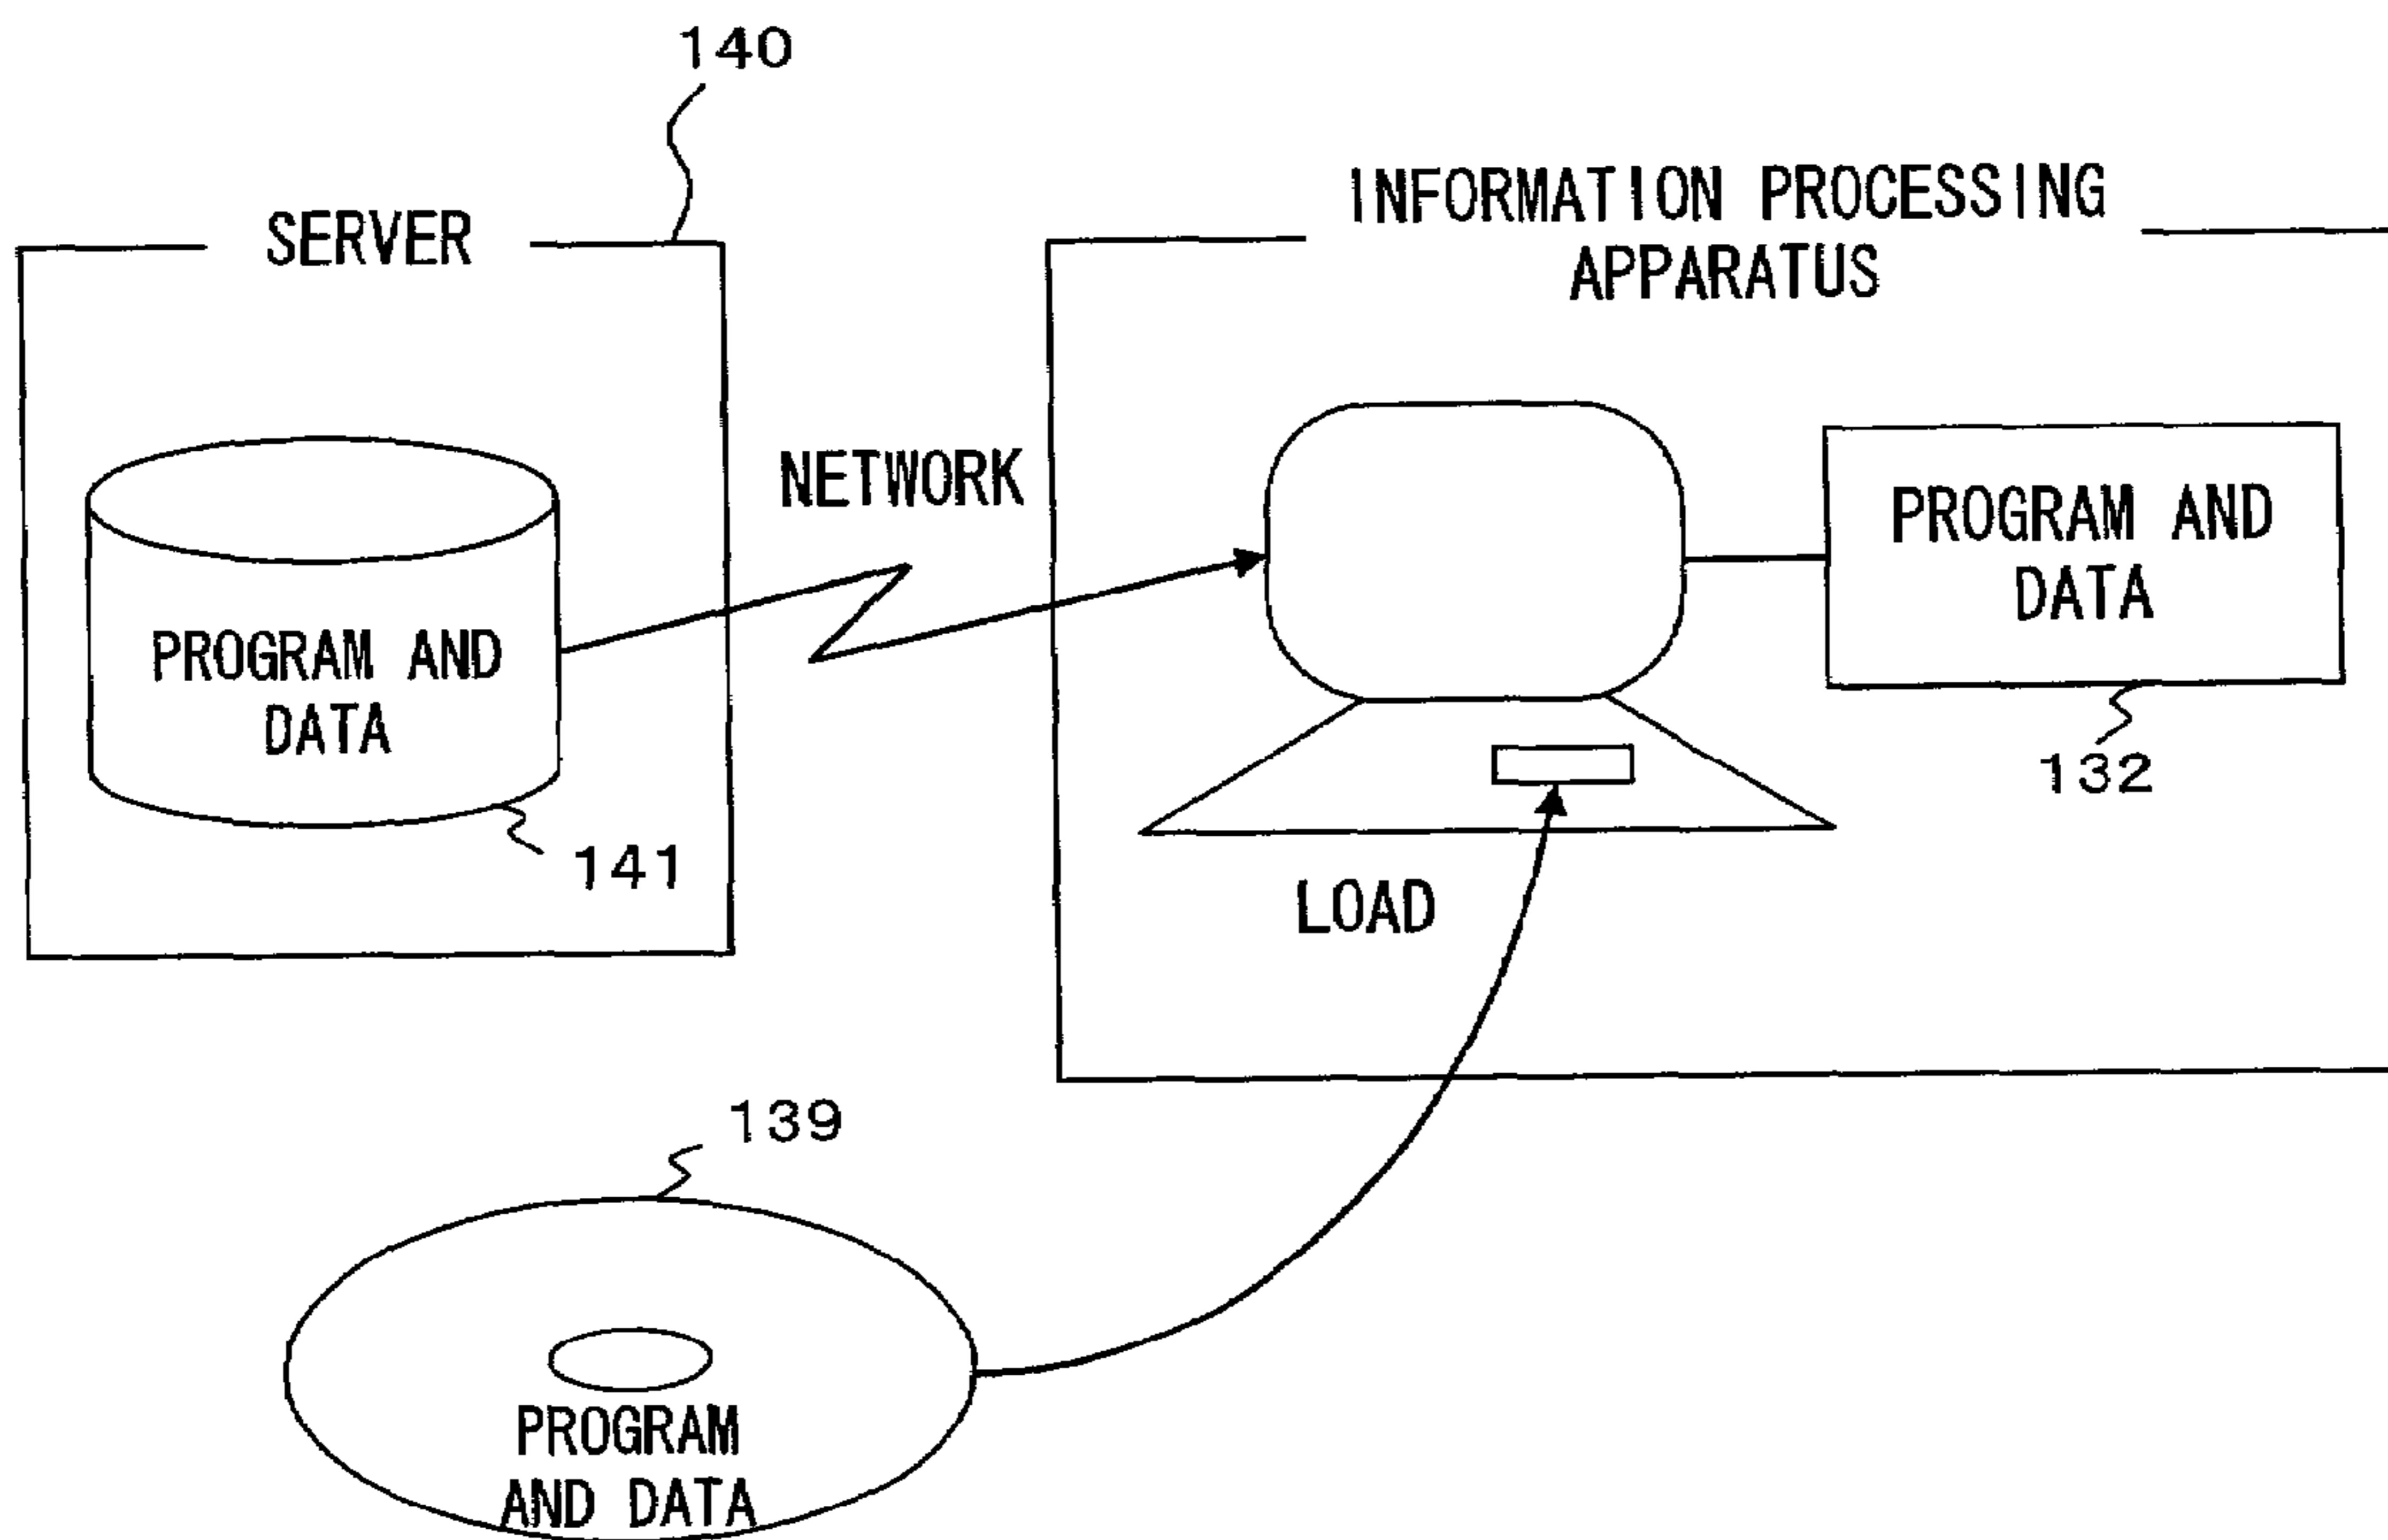 140
SERVER
INFORMATION PROCESSING
APPARATUS
NETWORK
PROGRAM AND
DATA
141
PROGRAM AND
DATA
132
LOAD
139
PROGRAM
AND DATA